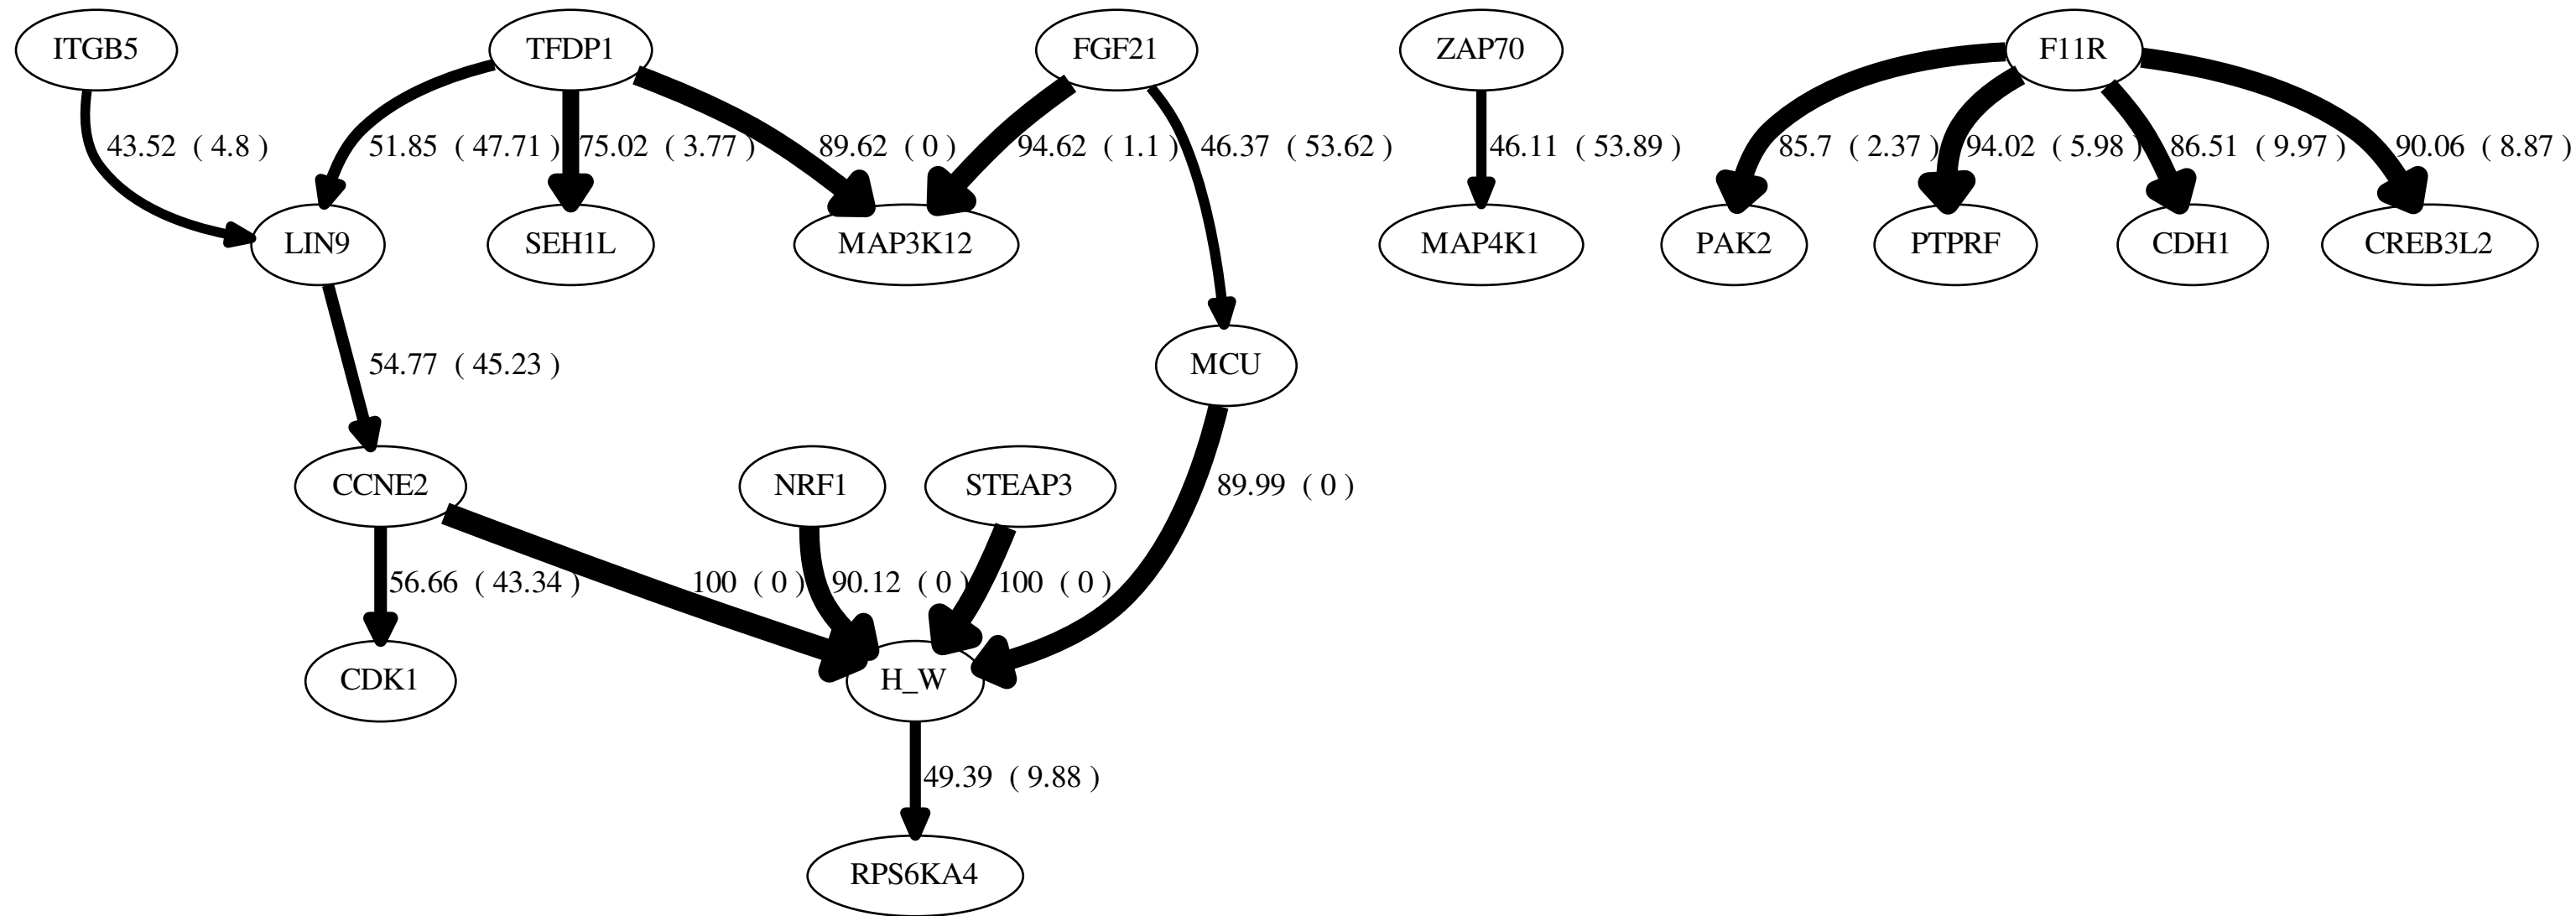 ITGB5
TFDP1
FGF21
ZAP70
F11R
43.52 ( 4.8 )
51.85 ( 47.71 )
75.02 ( 3.77 )
89.62 ( 0 )
94.62 ( 1.1 )
46.37 ( 53.62 )
46.11 ( 53.89 )
85.7 ( 2.37 )
94.02 ( 5.98 )
86.51 ( 9.97 )
90.06 ( 8.87 )
LIN9
SEH1L
MAP3K12
MAP4K1
PAK2
PTPRF
CDH1
CREB3L2
54.77 ( 45.23 )
MCU
CCNE2
NRF1
STEAP3
89.99 ( 0 )
56.66 ( 43.34 )
100 ( 0 )
90.12 ( 0 )
100 ( 0 )
CDK1
H_W
49.39 ( 9.88 )
RPS6KA4